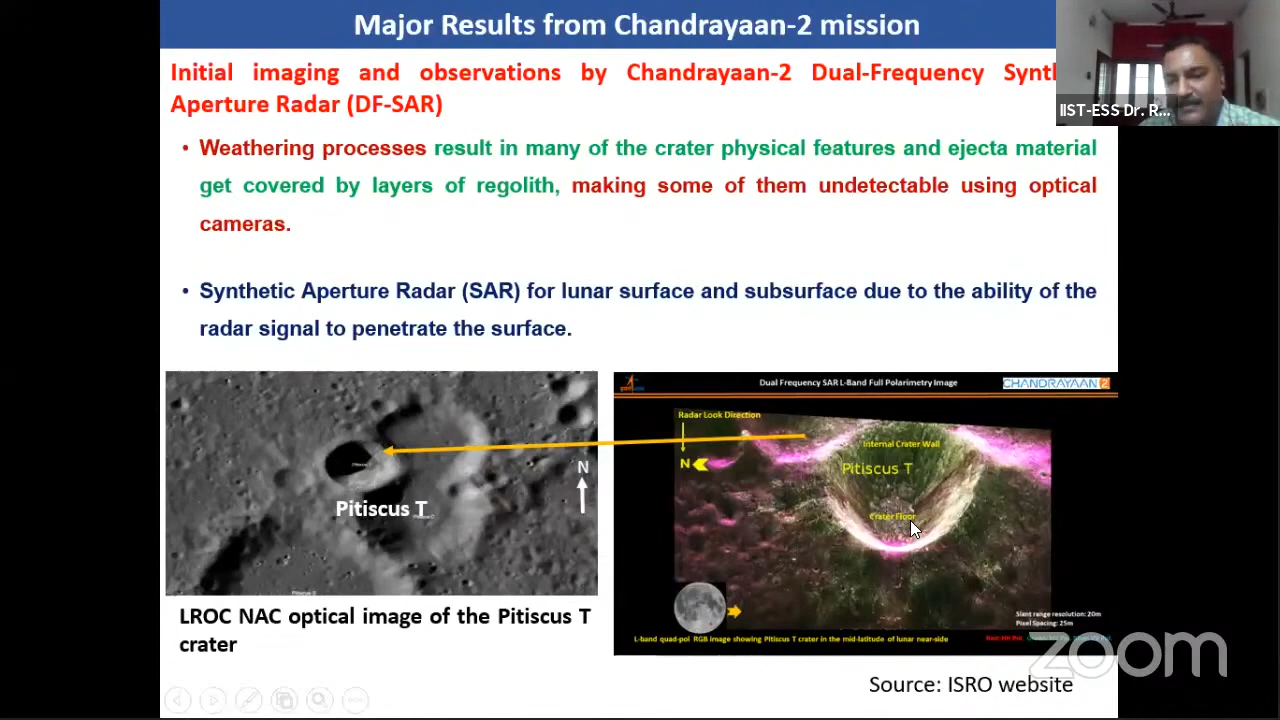 Major Results from Chandrayaan-2 mission
Initial imaging and observations by Chandrayaan-2 Dual-Frequency Synth
Aperture Radar (DF-SAR)
IIST-ESS Dr. R...
• Weathering processes result in many of the crater physical features and ejecta material
get covered by layers of regolith, making some of them undetectable using optical
cameras.
• Synthetic Aperture Radar (SAR) for lunar surface and subsurface due to the ability of the
radar signal to penetrate the surface.
N
Pitiscus T
LROC NAC optical image of the Pitiscus T
crater
Dual Frequency SAR L-Band Full Polarimetry Image
CHANDRAYAAN 2
Radar Look Direction
N
Internal Crater Wall
Pitiscus T
Crater Floor
Slant range resolution: 20m
Pixel Spacing: 25m
L-band quad-pol RGB image showing Pitiscus T crater in the mid-latitude of lunar near-side
zoom
Source: ISRO website